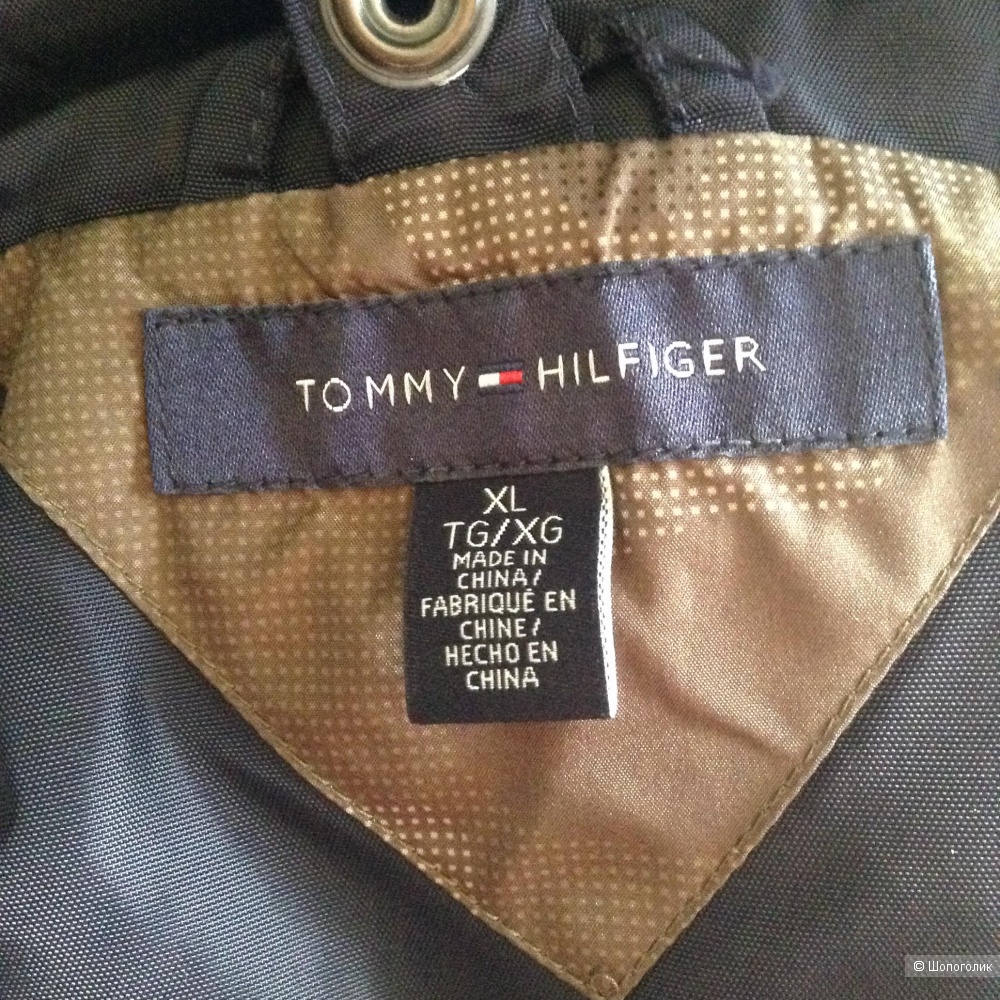 TOMMY HILFIGER
XL
TG/XG
MADE IN
CHINA/
FABRIQUÉ EN
CHINE/
HECHO EN
CHINA
© Шопоголик